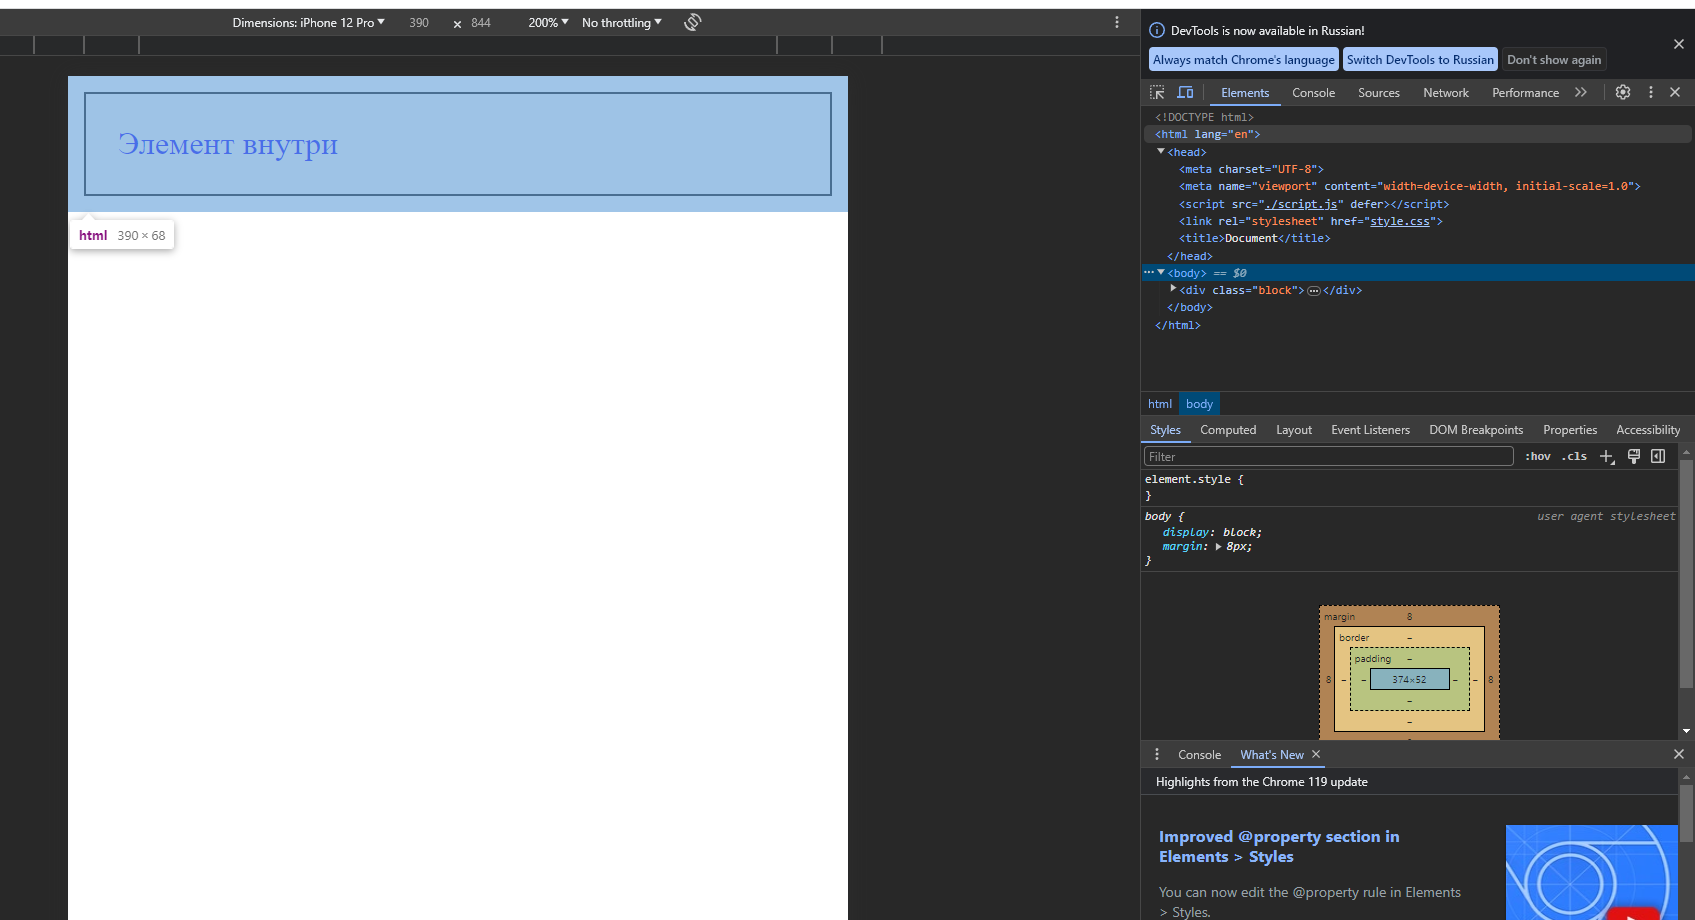 Dimensions: iPhone 12 Pro 390 × 844 200% No throttling
Элемент внутри
html 390 × 68
DevTools is now available in Russian!
Always match Chrome's language Switch DevTools to Russian Don't show again
Elements Console Sources Network Performance
<!DOCTYPE html>
<html lang="en">
<head>
<meta charset="UTF-8">
<meta name="viewport" content="width=device-width, initial-scale=1.0">
<script src="./script.js" defer></script>
<link rel="stylesheet" href="style.css">
<title>Document</title>
</head>
<body> == $0
<div class="block">…</div>
</body>
</html>
html body
Styles Computed Layout Event Listeners DOM Breakpoints Properties Accessibility
Filter :hov .cls
element.style {
}
body { user agent stylesheet
display: block;
margin: 8px;
}
margin 8
border –
padding –
8 – – 374×52 – – 8
–
–
Console What's New
Highlights from the Chrome 119 update
Improved @property section in
Elements > Styles
You can now edit the @property rule in Elements
> Styles.